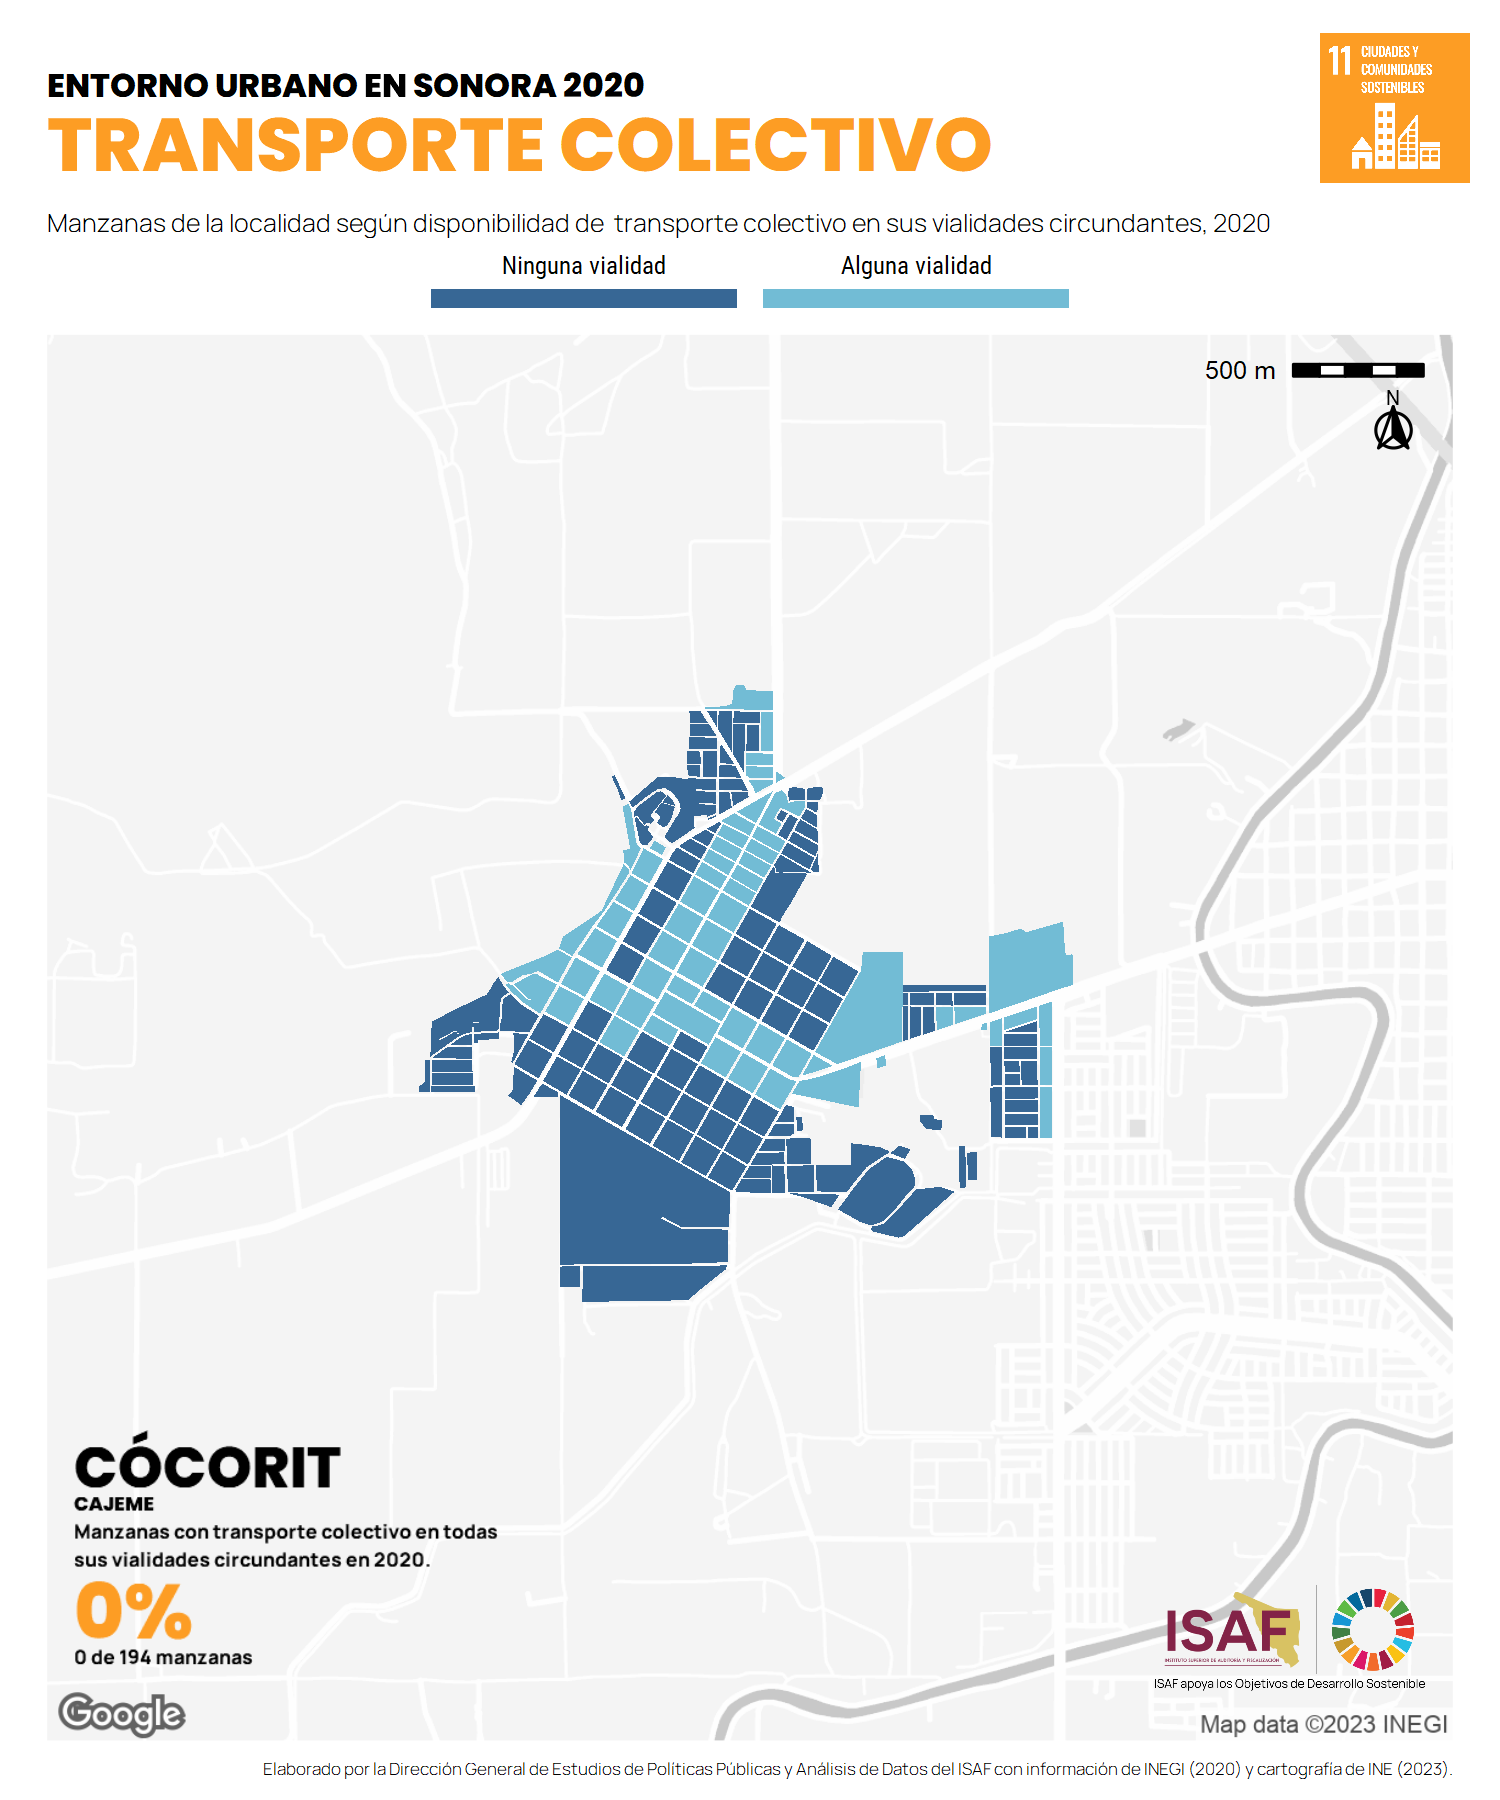 ENTORNO URBANO EN SONORA 2020
TRANSPORTE COLECTIVO
11 CIUDADES Y
COMUNIDADES
SOSTENIBLES
Manzanas de la localidad según disponibilidad de transporte colectivo en sus vialidades circundantes, 2020
Ninguna vialidad Alguna vialidad
500 m
N
CÓCORIT
CAJEME
Manzanas con transporte colectivo en todas
sus vialidades circundantes en 2020.
0%
0 de 194 manzanas
ISAF
INSTITUTO SUPERIOR DE AUDITORÍA Y FISCALIZACIÓN
ISAF apoya los Objetivos de Desarrollo Sostenible
Google
Map data ©2023 INEGI
Elaborado por la Dirección General de Estudios de Políticas Públicas y Análisis de Datos del ISAF con información de INEGI (2020) y cartografía de INE (2023).